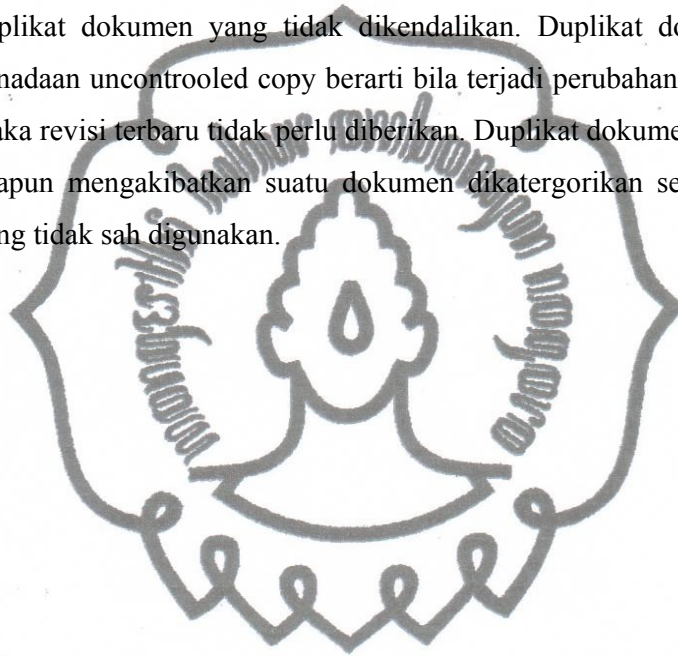 plikat dokumen yang tidak dikendalikan. Duplikat do
nadaan uncontrooled copy berarti bila terjadi perubahan
aka revisi terbaru tidak perlu diberikan. Duplikat dokume
apun mengakibatkan suatu dokumen dikatergorikan se
ng tidak sah digunakan.